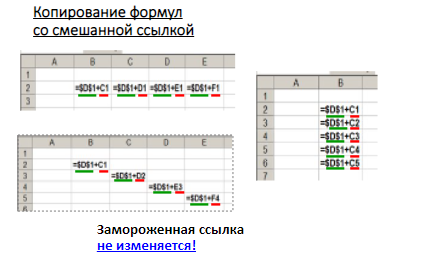 Копирование формул
со смешанной ссылкой
A B C D E
1
2 =$D$1+C1 =$D$1+D1 =$D$1+E1 =$D$1+F1
3
A B
1
2 =$D$1+C1
3 =$D$1+C2
4 =$D$1+C3
5 =$D$1+C4
6 =$D$1+C5
7
A B C D E
1
2 =$D$1+C1
3 =$D$1+D2
4 =$D$1+E3
5 =$D$1+F4
6
Замороженная ссылка
не изменяется!